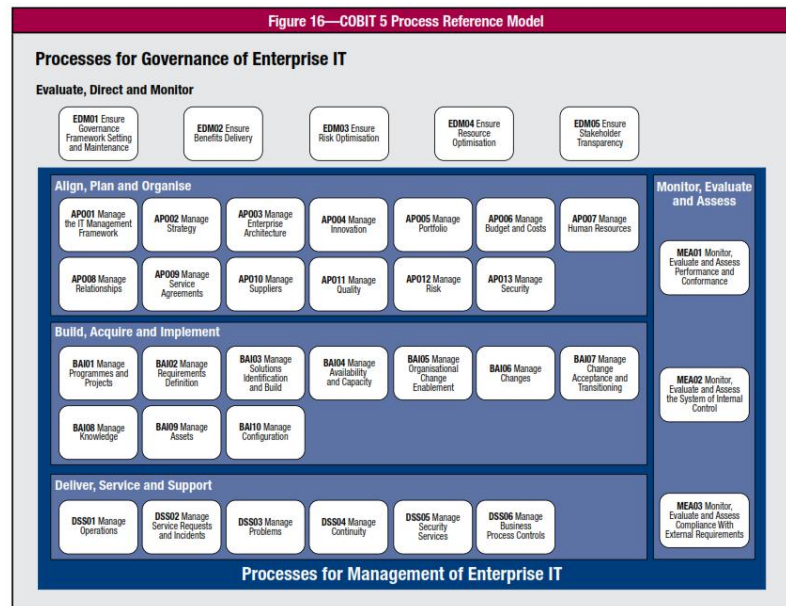 Figure 16—COBIT 5 Process Reference Model
Processes for Governance of Enterprise IT
Evaluate, Direct and Monitor
EDM01 Ensure
Governance
Framework Setting
and Maintenance
EDM02 Ensure
Benefits Delivery
EDM03 Ensure
Risk Optimisation
EDM04 Ensure
Resource
Optimisation
EDM05 Ensure
Stakeholder
Transparency
Align, Plan and Organise
APO01 Manage
the IT Management
Framework
APO02 Manage
Strategy
APO03 Manage
Enterprise
Architecture
APO04 Manage
Innovation
APO05 Manage
Portfolio
APO06 Manage
Budget and Costs
APO07 Manage
Human Resources
APO08 Manage
Relationships
APO09 Manage
Service
Agreements
APO10 Manage
Suppliers
APO11 Manage
Quality
APO12 Manage
Risk
APO13 Manage
Security
Build, Acquire and Implement
BAI01 Manage
Programmes and
Projects
BAI02 Manage
Requirements
Definition
BAI03 Manage
Solutions
Identification
and Build
BAI04 Manage
Availability
and Capacity
BAI05 Manage
Organisational
Change
Enablement
BAI06 Manage
Changes
BAI07 Manage
Change
Acceptance and
Transitioning
BAI08 Manage
Knowledge
BAI09 Manage
Assets
BAI10 Manage
Configuration
Deliver, Service and Support
DSS01 Manage
Operations
DSS02 Manage
Service Requests
and Incidents
DSS03 Manage
Problems
DSS04 Manage
Continuity
DSS05 Manage
Security
Services
DSS06 Manage
Business
Process Controls
Monitor, Evaluate
and Assess
MEA01 Monitor,
Evaluate and Assess
Performance and
Conformance
MEA02 Monitor,
Evaluate and Assess
the System of Internal
Control
MEA03 Monitor,
Evaluate and Assess
Compliance With
External Requirements
Processes for Management of Enterprise IT